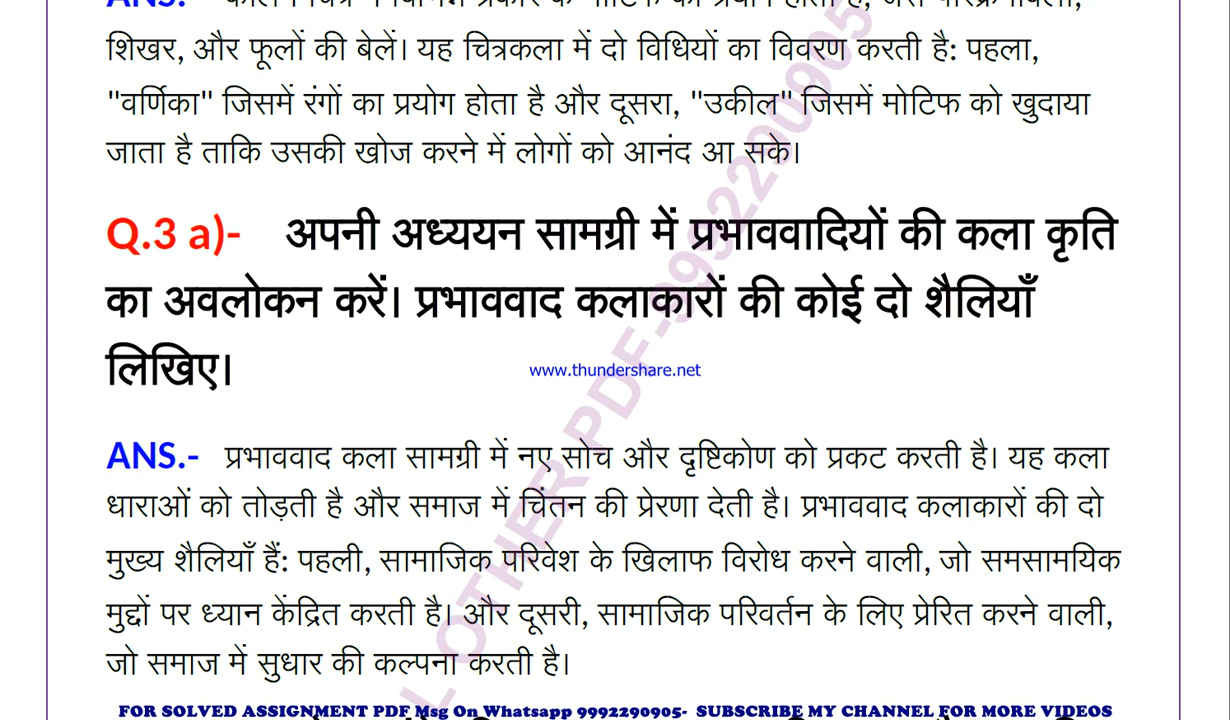 शिखर, और फूलों की बेलें। यह चित्रकला में दो विधियों का विवरण करती है: पहला,
"वर्णिका" जिसमें रंगों का प्रयोग होता है और दूसरा, "उकील" जिसमें मोटिफ को खुदाया
जाता है ताकि उसकी खोज करने में लोगों को आनंद आ सके।
Q.3 a)- अपनी अध्ययन सामग्री में प्रभाववादियों की कला कृति
का अवलोकन करें। प्रभाववाद कलाकारों की कोई दो शैलियाँ
लिखिए।
www.thundershare.net
ANS.- प्रभाववाद कला सामग्री में नए सोच और दृष्टिकोण को प्रकट करती है। यह कला
धाराओं को तोड़ती है और समाज में चिंतन की प्रेरणा देती है। प्रभाववाद कलाकारों की दो
मुख्य शैलियाँ हैं: पहली, सामाजिक परिवेश के खिलाफ विरोध करने वाली, जो समसामयिक
मुद्दों पर ध्यान केंद्रित करती है। और दूसरी, सामाजिक परिवर्तन के लिए प्रेरित करने वाली,
जो समाज में सुधार की कल्पना करती है।
L OTHER PDF-9992290905
FOR SOLVED ASSIGNMENT PDF Msg On Whatsapp 9992290905- SUBSCRIBE MY CHANNEL FOR MORE VIDEOS